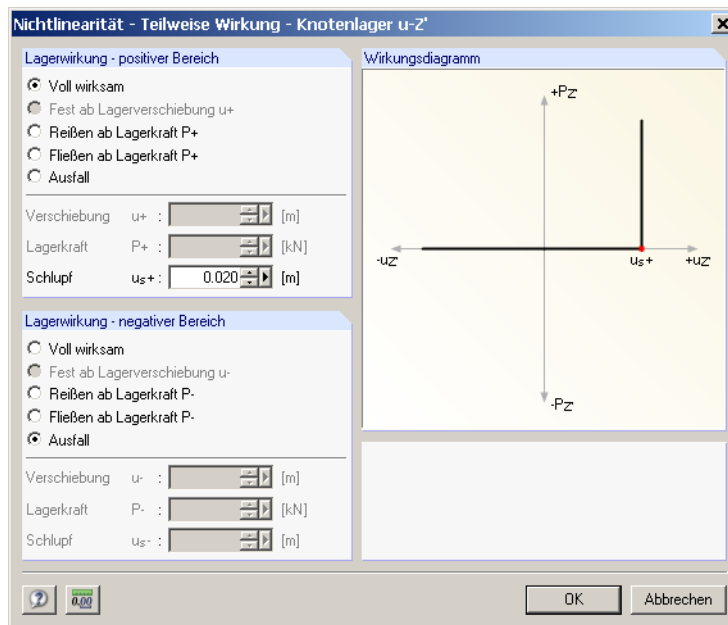 Nichtlinearität - Teilweise Wirkung - Knotenlager u-Z'
Lagerwirkung - positiver Bereich
Voll wirksam
Fest ab Lagerverschiebung u+
Reißen ab Lagerkraft P+
Fließen ab Lagerkraft P+
Ausfall
Verschiebung u+ : [m]
Lagerkraft P+ : [kN]
Schlupf us+ : 0.020 [m]
Lagerwirkung - negativer Bereich
Voll wirksam
Fest ab Lagerverschiebung u-
Reißen ab Lagerkraft P-
Fließen ab Lagerkraft P-
Ausfall
Verschiebung u- : [m]
Lagerkraft P- : [kN]
Schlupf us- : [m]
Wirkungsdiagramm
+PZ'
-uZ' us+ +uZ'
-PZ'
0.00
OK Abbrechen